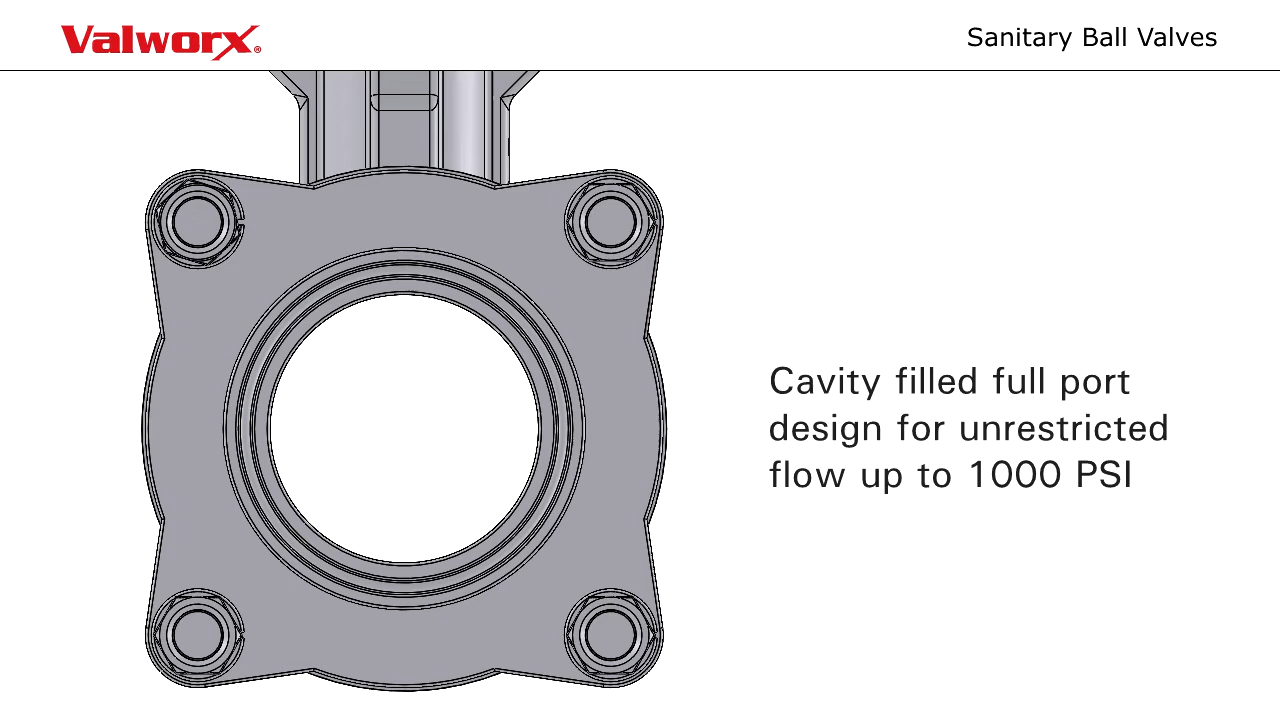 Valworx®
Sanitary Ball Valves
Cavity filled full port
design for unrestricted
flow up to 1000 PSI